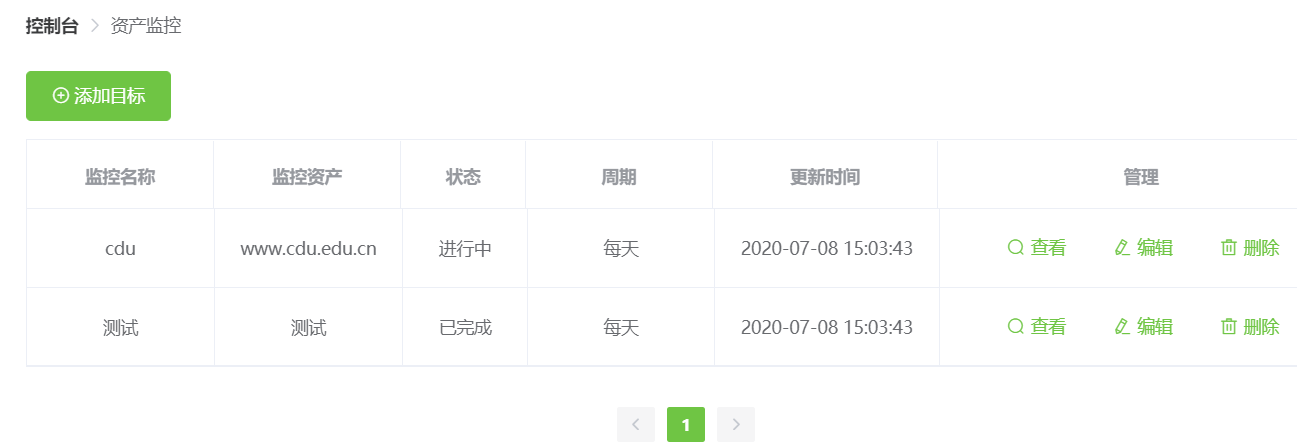 控制台 资产监控
添加目标
监控名称 监控资产 状态 周期 更新时间 管理
cdu www.cdu.edu.cn 进行中 每天 2020-07-08 15:03:43 查看 编辑 删除
测试 测试 已完成 每天 2020-07-08 15:03:43 查看 编辑 删除
1